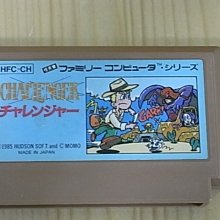 HFC-CH
ファミリーコンピュータ・シリーズ
CHALLENGER
チャレンジャー
©1985 HUDSON SOFT and © MOMO
MADE IN JAPAN